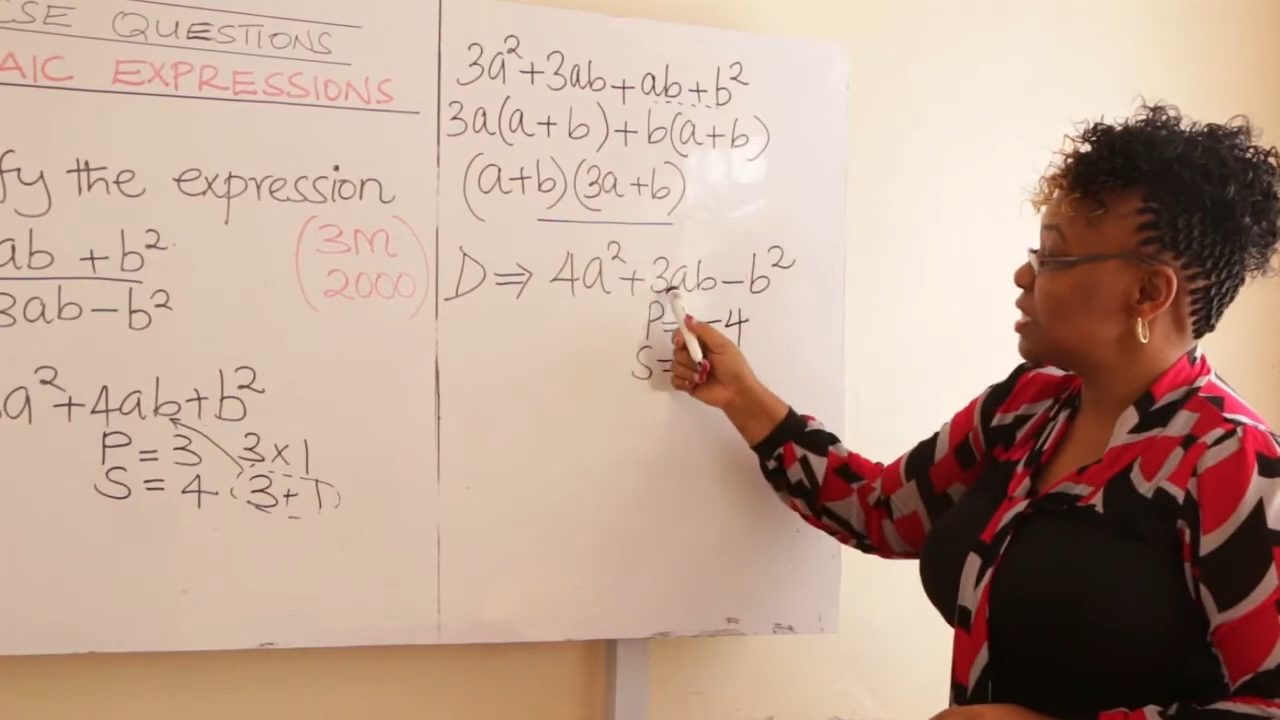 CSE QUESTIONS
AIC EXPRESSIONS
fy the expression
ab + b²
3ab - b²
(3M
2000)
a² + 4ab + b²
P = 3 3 x 1
S = 4 (3 + 1)
3a² + 3ab + ab + b²
3a(a + b) + b(a + b)
(a + b)(3a + b)
D ⇒ 4a² + 3ab - b²
P = -4
S =